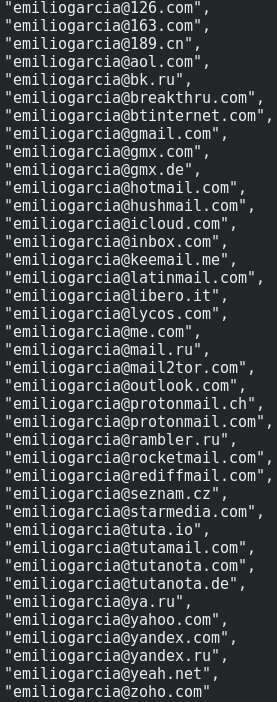 "emiliogarcia@126.com",
"emiliogarcia@163.com",
"emiliogarcia@189.cn",
"emiliogarcia@aol.com",
"emiliogarcia@bk.ru",
"emiliogarcia@breakthru.com",
"emiliogarcia@btinternet.com",
"emiliogarcia@gmail.com",
"emiliogarcia@gmx.com",
"emiliogarcia@gmx.de",
"emiliogarcia@hotmail.com",
"emiliogarcia@hushmail.com",
"emiliogarcia@icloud.com",
"emiliogarcia@inbox.com",
"emiliogarcia@keemail.me",
"emiliogarcia@latinmail.com",
"emiliogarcia@libero.it",
"emiliogarcia@lycos.com",
"emiliogarcia@me.com",
"emiliogarcia@mail.ru",
"emiliogarcia@mail2tor.com",
"emiliogarcia@outlook.com",
"emiliogarcia@protonmail.ch",
"emiliogarcia@protonmail.com",
"emiliogarcia@rambler.ru",
"emiliogarcia@rocketmail.com",
"emiliogarcia@rediffmail.com",
"emiliogarcia@seznam.cz",
"emiliogarcia@starmedia.com",
"emiliogarcia@tuta.io",
"emiliogarcia@tutamail.com",
"emiliogarcia@tutanota.com",
"emiliogarcia@tutanota.de",
"emiliogarcia@ya.ru",
"emiliogarcia@yahoo.com",
"emiliogarcia@yandex.com",
"emiliogarcia@yandex.ru",
"emiliogarcia@yeah.net",
"emiliogarcia@zoho.com"